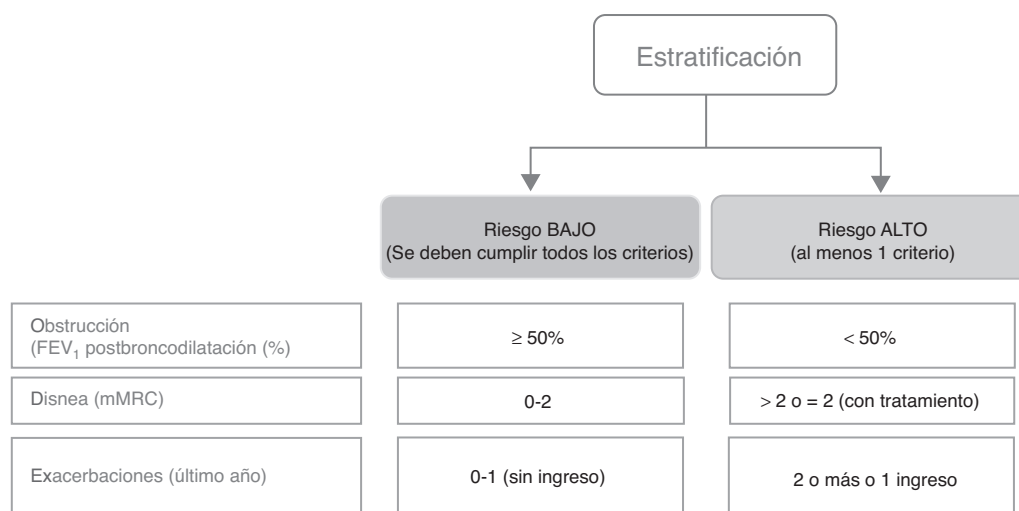 Estratificación
Riesgo BAJO
(Se deben cumplir todos los criterios)
Riesgo ALTO
(al menos 1 criterio)
Obstrucción
(FEV₁ postbroncodilatación (%)
≥ 50%
< 50%
Disnea (mMRC)
0-2
> 2 o = 2 (con tratamiento)
Exacerbaciones (último año)
0-1 (sin ingreso)
2 o más o 1 ingreso